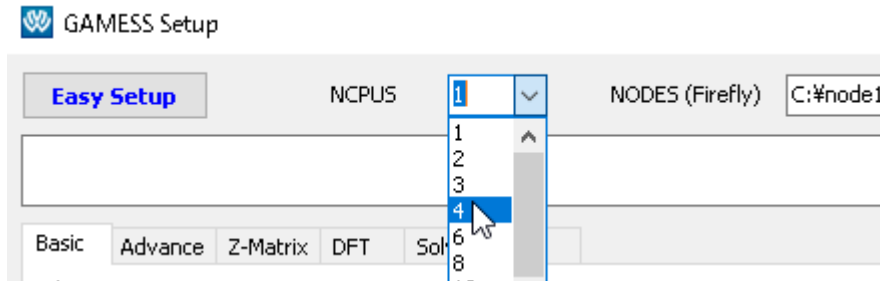 GAMESS Setup
Easy Setup NCPUS 1 NODES (Firefly) C:¥node1
1
2
3
4
6
8
Basic Advance Z-Matrix DFT